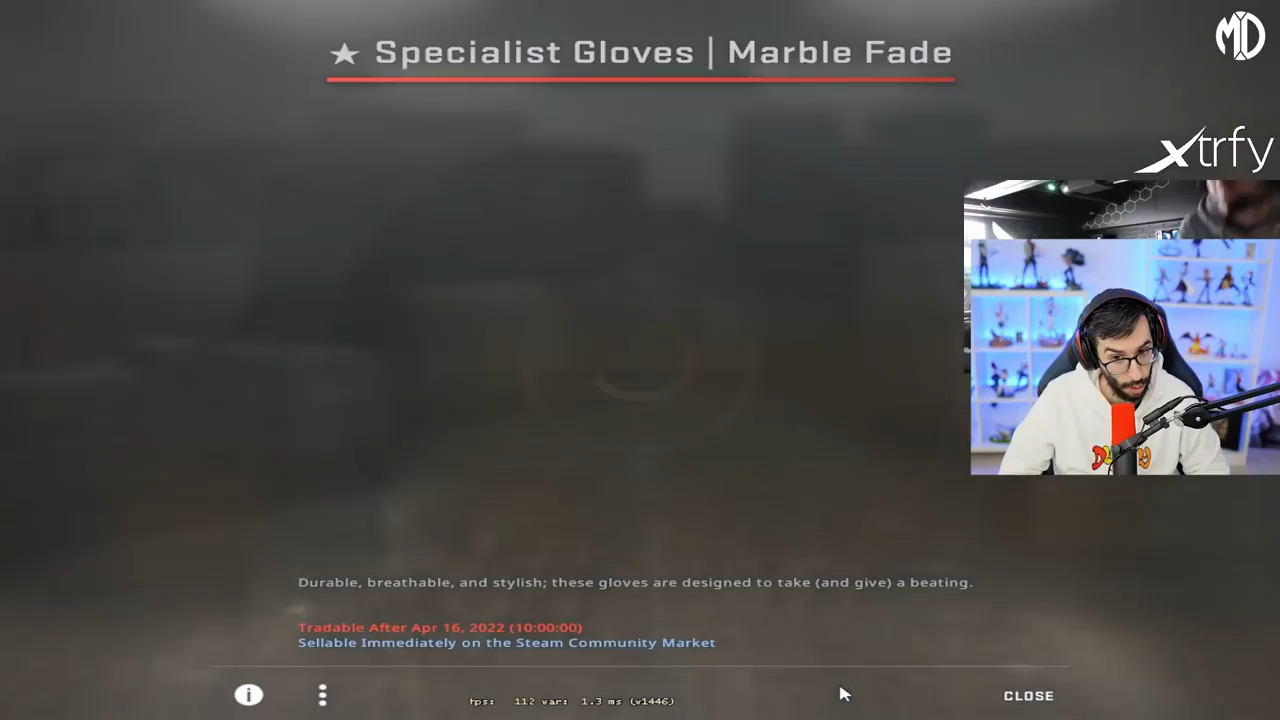 ★ Specialist Gloves | Marble Fade
MD
xtrfy
Durable, breathable, and stylish; these gloves are designed to take (and give) a beating.
Tradable After Apr 16, 2022 (10:00:00)
Sellable Immediately on the Steam Community Market
fps: 112 var: 1.3 ms (v1446)
CLOSE